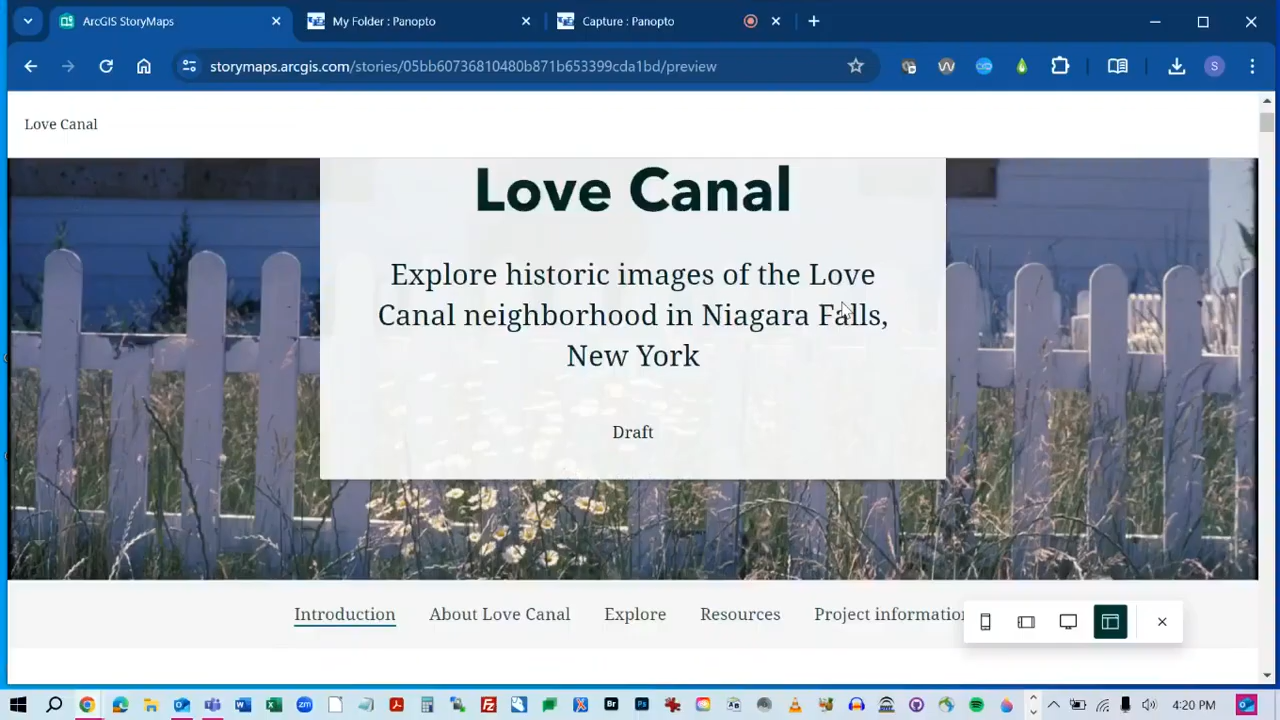 ArcGIS StoryMaps
My Folder : Panopto
Capture : Panopto
storymaps.arcgis.com/stories/05bb60736810480b871b653399cda1bd/preview
S
Love Canal
Love Canal
Explore historic images of the Love
Canal neighborhood in Niagara Falls,
New York
Draft
Introduction
About Love Canal
Explore
Resources
Project information
4:20 PM